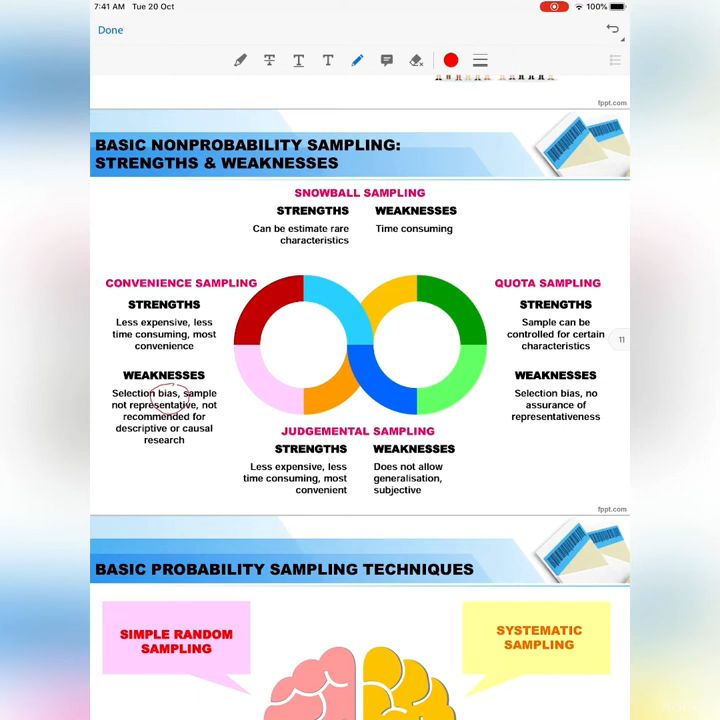 7:41 AM Tue 20 Oct
100%
Done
T T T
fppt.com
BASIC NONPROBABILITY SAMPLING:
STRENGTHS & WEAKNESSES
SNOWBALL SAMPLING
STRENGTHS
Can be estimate rare
characteristics
WEAKNESSES
Time consuming
CONVENIENCE SAMPLING
STRENGTHS
Less expensive, less
time consuming, most
convenience
WEAKNESSES
Selection bias, sample
not representative, not
recommended for
descriptive or causal
research
QUOTA SAMPLING
STRENGTHS
Sample can be
controlled for certain
characteristics
WEAKNESSES
Selection bias, no
assurance of
representativeness
11
JUDGEMENTAL SAMPLING
STRENGTHS
Less expensive, less
time consuming, most
convenient
WEAKNESSES
Does not allow
generalisation,
subjective
fppt.com
BASIC PROBABILITY SAMPLING TECHNIQUES
SIMPLE RANDOM
SAMPLING
SYSTEMATIC
SAMPLING